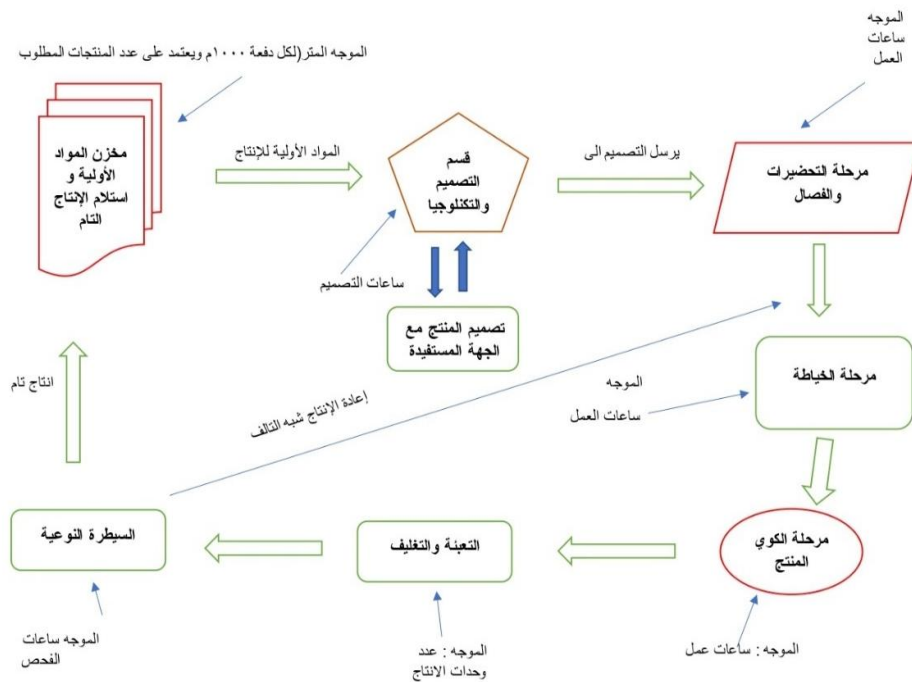 الموجه المتر(لكل دفعة ١٠٠٠م ويعتمد على عدد المنتجات المطلوب
الموجه
ساعات
العمل
مخزن المواد
الأولية و
استلام الإنتاج
التام
المواد الأولية للإنتاج
قسم
التصميم
والتكنلوجيا
يرسل التصميم الى
مرحلة التحضيرات
والفصال
ساعات التصميم
تصميم المنتج مع
الجهة المستفيدة
مرحلة الخياطة
الموجه
ساعات العمل
انتاج تام
إعادة الإنتاج شبه التالف
السيطرة النوعية
التعبئة والتغليف
مرحلة الكوي
المنتج
الموجه ساعات
الفحص
الموجه : عدد
وحدات الانتاج
الموجه : ساعات عمل